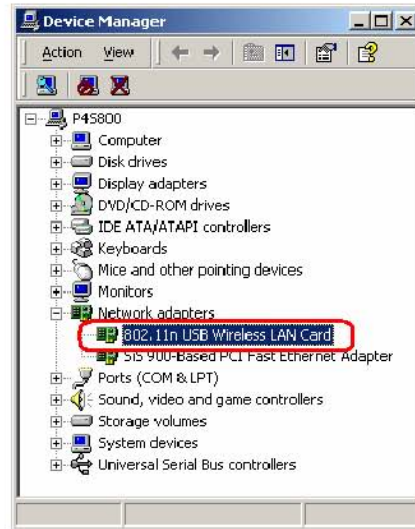 Device Manager
Action View
P4S800
Computer
Disk drives
Display adapters
DVD/CD-ROM drives
IDE ATA/ATAPI controllers
Keyboards
Mice and other pointing devices
Monitors
Network adapters
802.11n USB Wireless LAN Card
SiS 900-Based PCI Fast Ethernet Adapter
Ports (COM & LPT)
Sound, video and game controllers
Storage volumes
System devices
Universal Serial Bus controllers